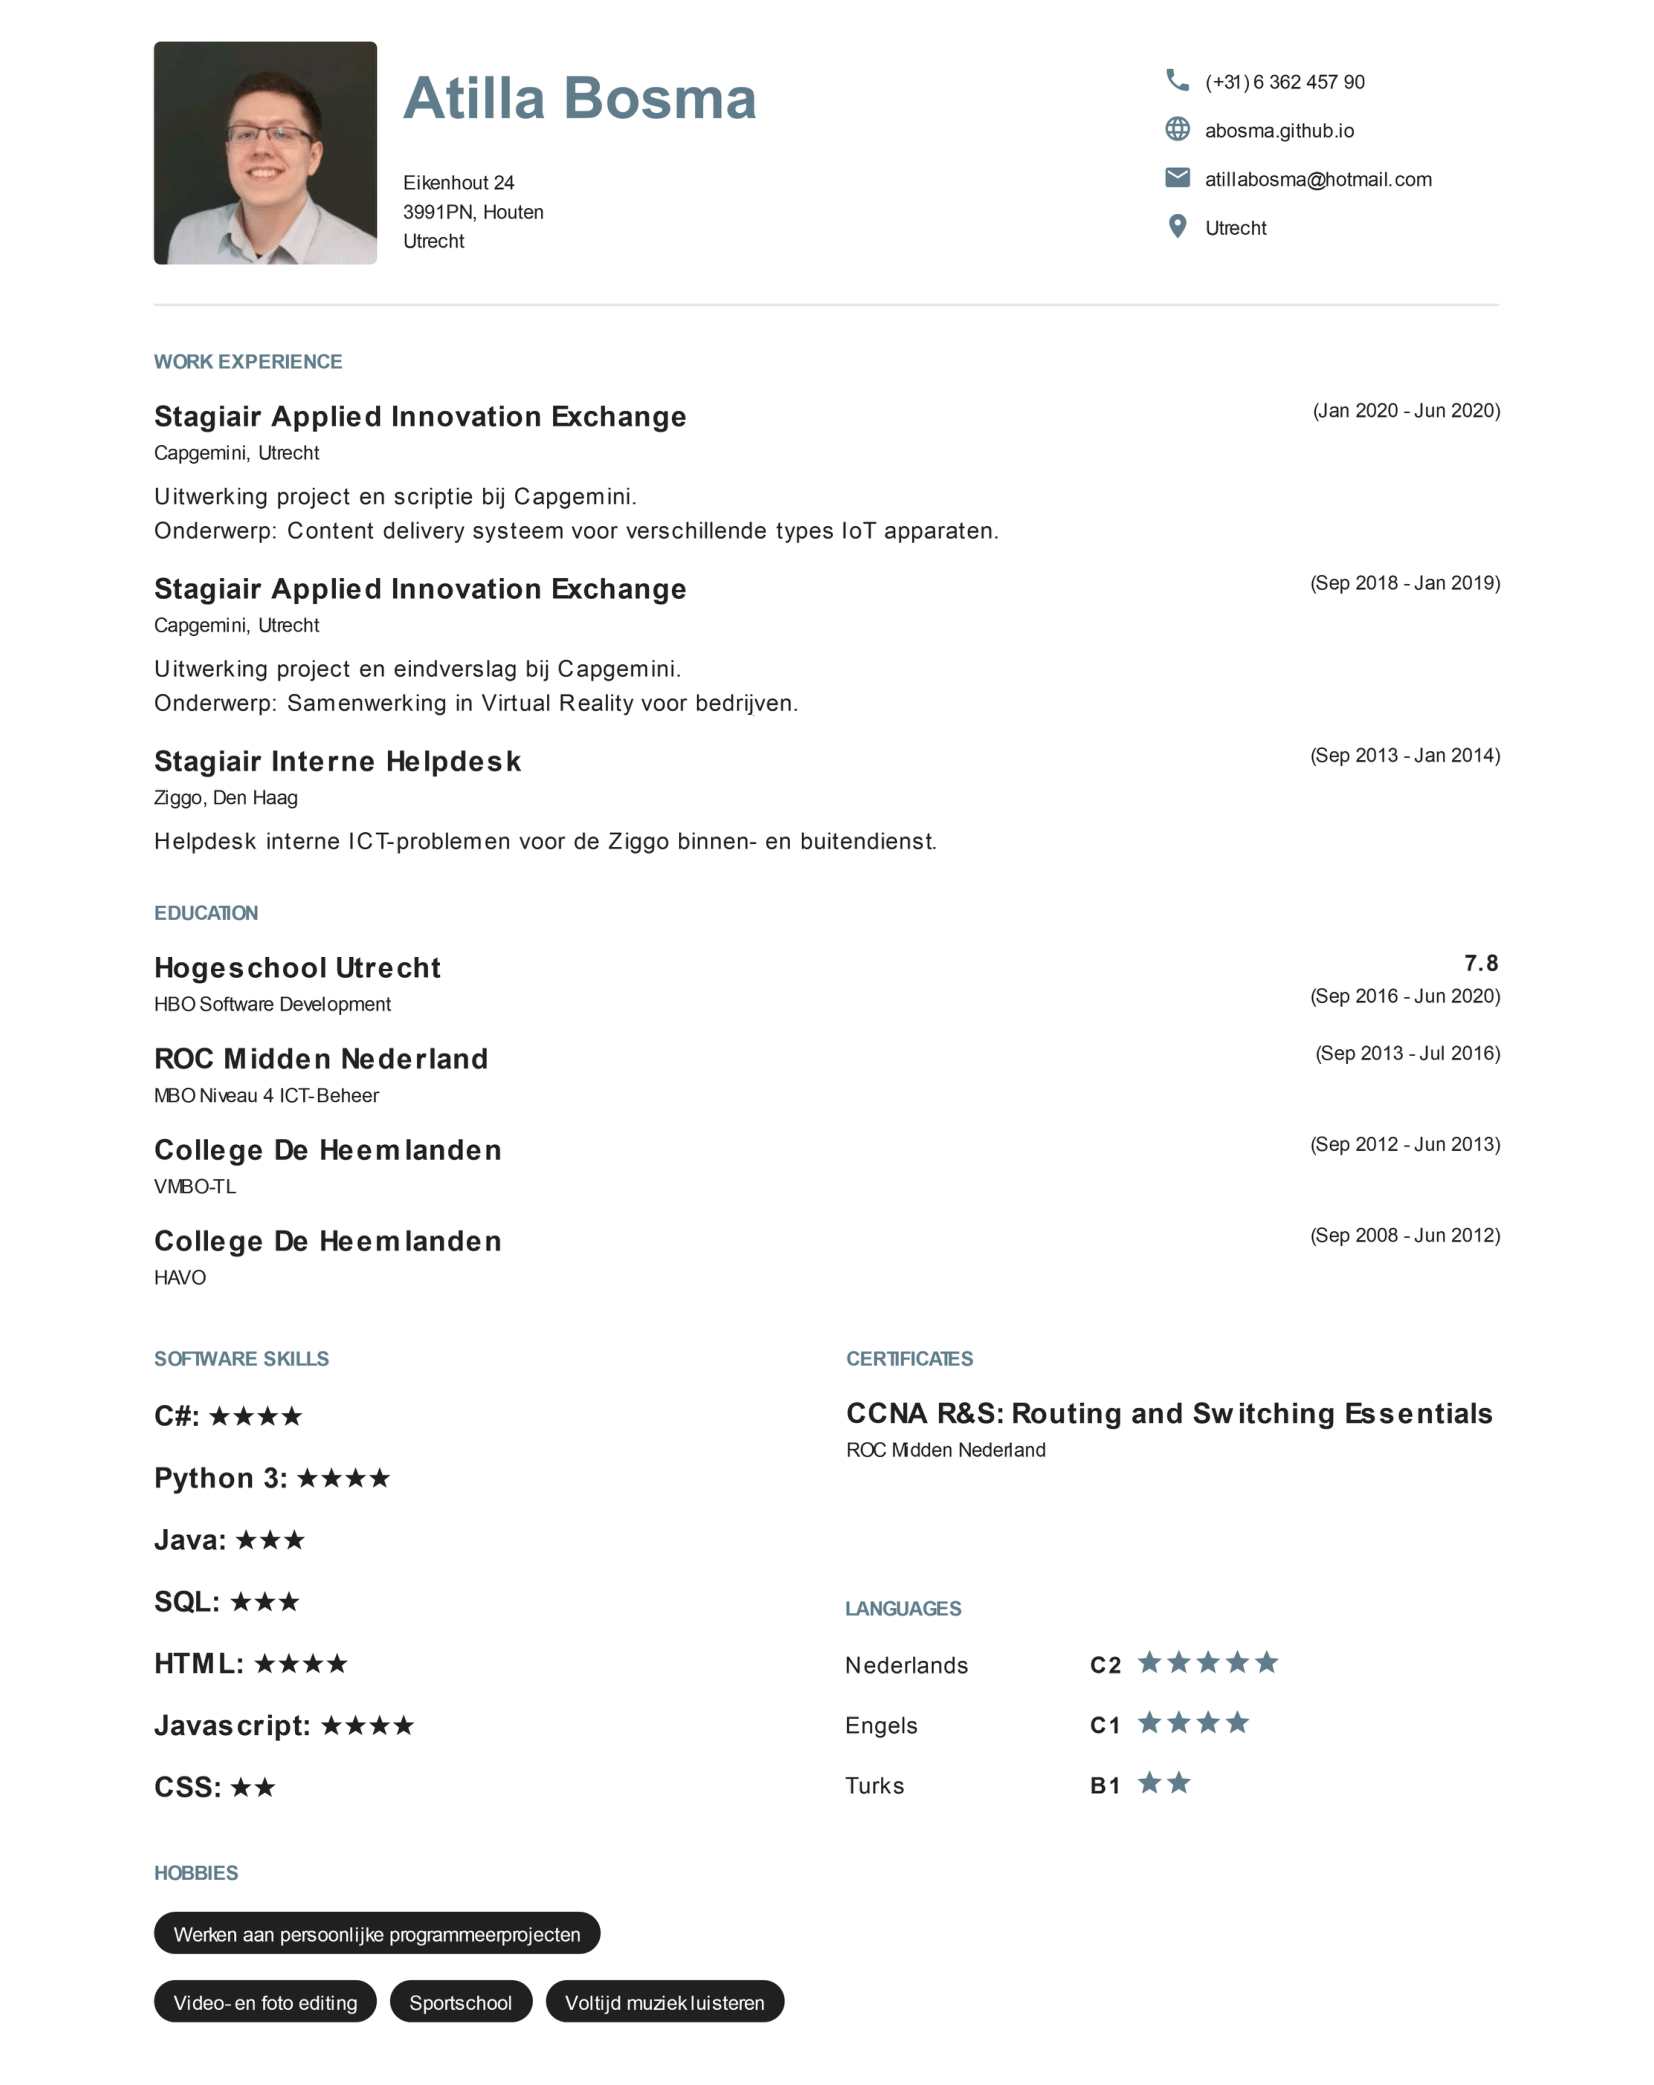 Atilla Bosma
Eikenhout 24
3991PN, Houten
Utrecht
(+31) 6 362 457 90
abosma.github.io
atillabosma@hotmail.com
Utrecht
WORK EXPERIENCE
Stagiair Applied Innovation Exchange (Jan 2020 - Jun 2020)
Capgemini, Utrecht
Uitwerking project en scriptie bij Capgemini.
Onderwerp: Content delivery systeem voor verschillende types IoT apparaten.
Stagiair Applied Innovation Exchange (Sep 2018 - Jan 2019)
Capgemini, Utrecht
Uitwerking project en eindverslag bij Capgemini.
Onderwerp: Samenwerking in Virtual Reality voor bedrijven.
Stagiair Interne Helpdesk (Sep 2013 - Jan 2014)
Ziggo, Den Haag
Helpdesk interne ICT-problemen voor de Ziggo binnen- en buitendienst.
EDUCATION
Hogeschool Utrecht 7.8
HBO Software Development (Sep 2016 - Jun 2020)
ROC Midden Nederland (Sep 2013 - Jul 2016)
MBO Niveau 4 ICT-Beheer
College De Heemlanden (Sep 2012 - Jun 2013)
VMBO-TL
College De Heemlanden (Sep 2008 - Jun 2012)
HAVO
SOFTWARE SKILLS
C#: ★★★★
Python 3: ★★★★
Java: ★★★
SQL: ★★★
HTML: ★★★★
Javascript: ★★★★
CSS: ★★
CERTIFICATES
CCNA R&S: Routing and Switching Essentials
ROC Midden Nederland
LANGUAGES
Nederlands C2 ★★★★★
Engels C1 ★★★★
Turks B1 ★★
HOBBIES
Werken aan persoonlijke programmeerprojecten
Video- en foto editing Sportschool Voltijd muziek luisteren